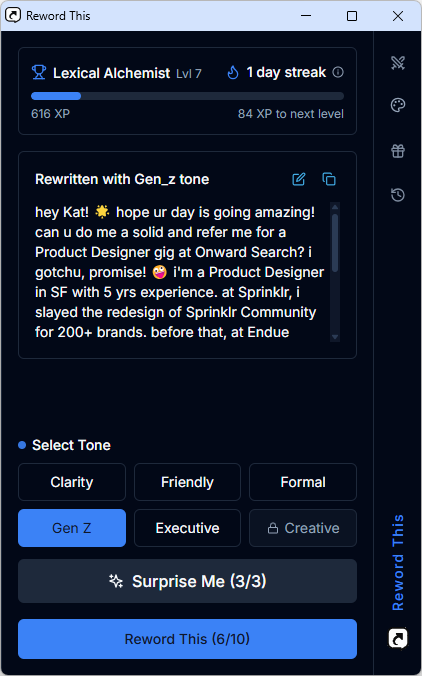 Reword This
Lexical Alchemist Lvl 7
1 day streak
616 XP
84 XP to next level
Rewritten with Gen_z tone
hey Kat! 🌟 hope ur day is going amazing!
can u do me a solid and refer me for a
Product Designer gig at Onward Search? i
gotchu, promise! 🤪 i'm a Product Designer
in SF with 5 yrs experience. at Sprinklr, i
slayed the redesign of Sprinklr Community
for 200+ brands. before that, at Endue
Select Tone
Clarity
Friendly
Formal
Gen Z
Executive
Creative
Surprise Me (3/3)
Reword This (6/10)
Reword This